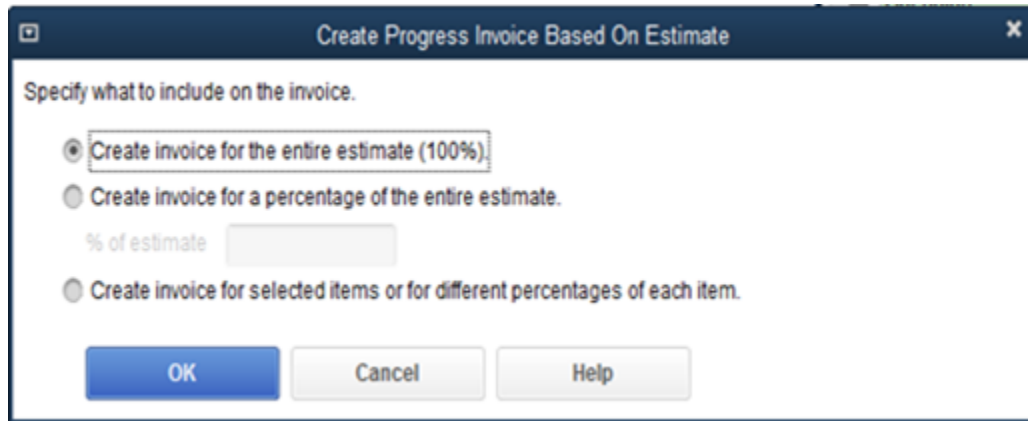 Create Progress Invoice Based On Estimate
Specify what to include on the invoice.
Create invoice for the entire estimate (100%).
Create invoice for a percentage of the entire estimate.
% of estimate
Create invoice for selected items or for different percentages of each item.
OK Cancel Help